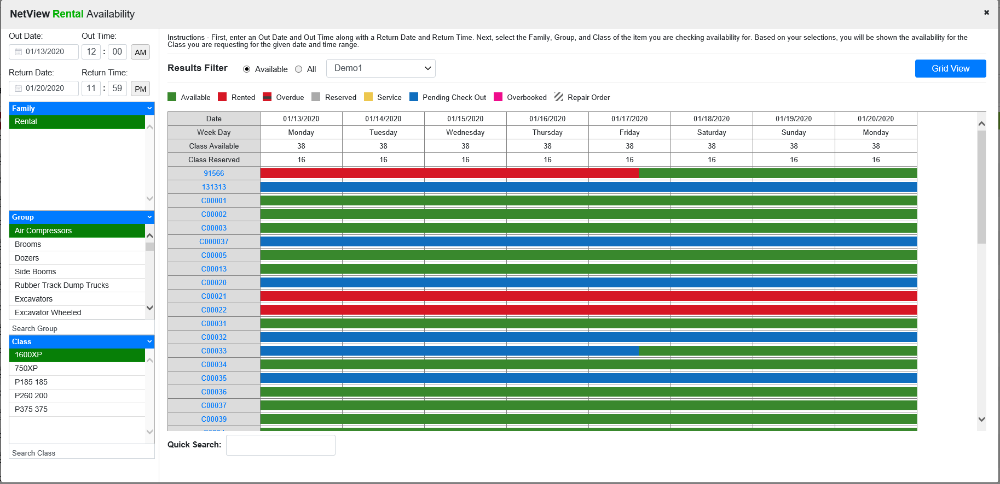 NetView Rental Availability
Out Date: Out Time:
01/13/2020 12 : 00 AM
Return Date: Return Time:
01/20/2020 11 : 59 PM
Family
Rental
Group
Air Compressors
Brooms
Dozers
Side Booms
Rubber Track Dump Trucks
Excavators
Excavator Wheeled
Search Group
Class
1600XP
750XP
P185 185
P260 200
P375 375
Search Class
Instructions - First, enter an Out Date and Out Time along with a Return Date and Return Time. Next, select the Family, Group, and Class of the item you are checking availability for. Based on your selections, you will be shown the availability for the
Class you are requesting for the given date and time range.
Results Filter Available All Demo1 Grid View
Available Rented Overdue Reserved Service Pending Check Out Overbooked Repair Order
Date 01/13/2020 01/14/2020 01/15/2020 01/16/2020 01/17/2020 01/18/2020 01/19/2020 01/20/2020
Week Day Monday Tuesday Wednesday Thursday Friday Saturday Sunday Monday
Class Available 38 38 38 38 38 38 38 38
Class Reserved 16 16 16 16 16 16 16 16
91566
131313
C00001
C00002
C00003
C000037
C00005
C00013
C00020
C00021
C00022
C00031
C00032
C00033
C00034
C00035
C00036
C00037
C00039
Quick Search: